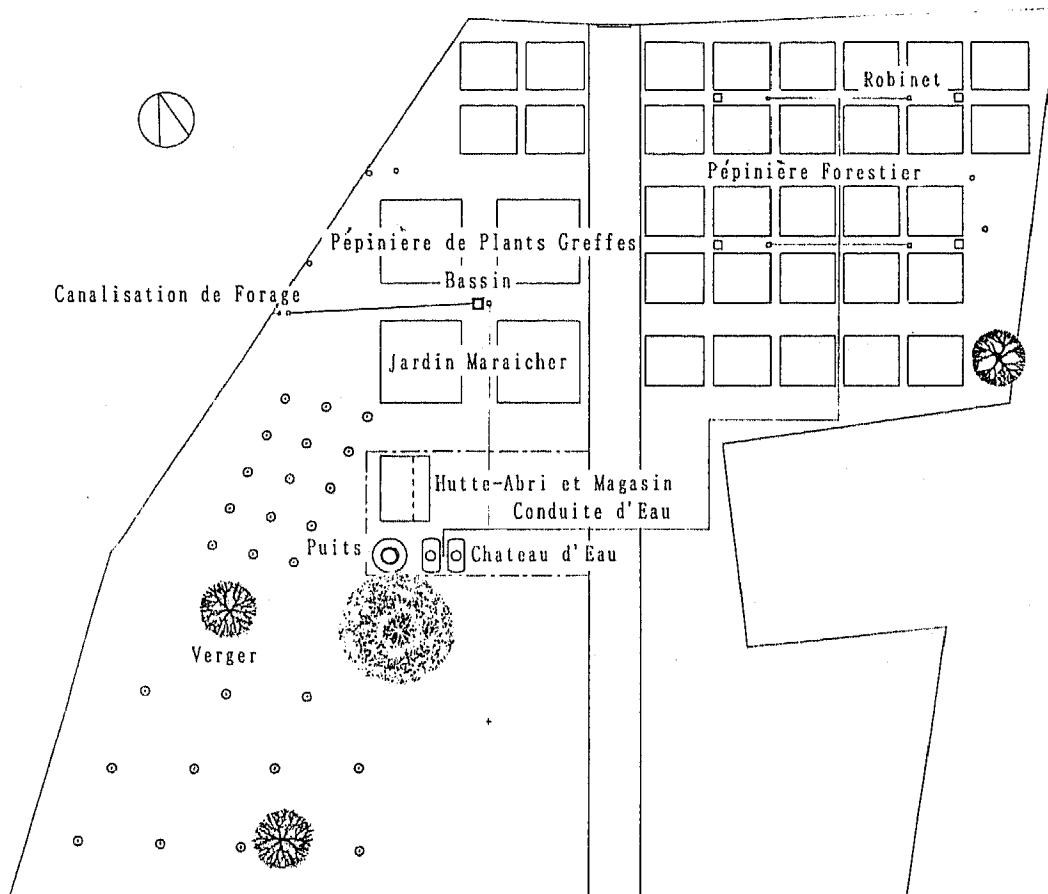 Robinet
Pépinière Forestier
Pépinière de Plants Greffes
Bassin
Canalisation de Forage
Jardin Maraicher
Hutte-Abri et Magasin
Conduite d'Eau
Puits
Chateau d'Eau
Verger